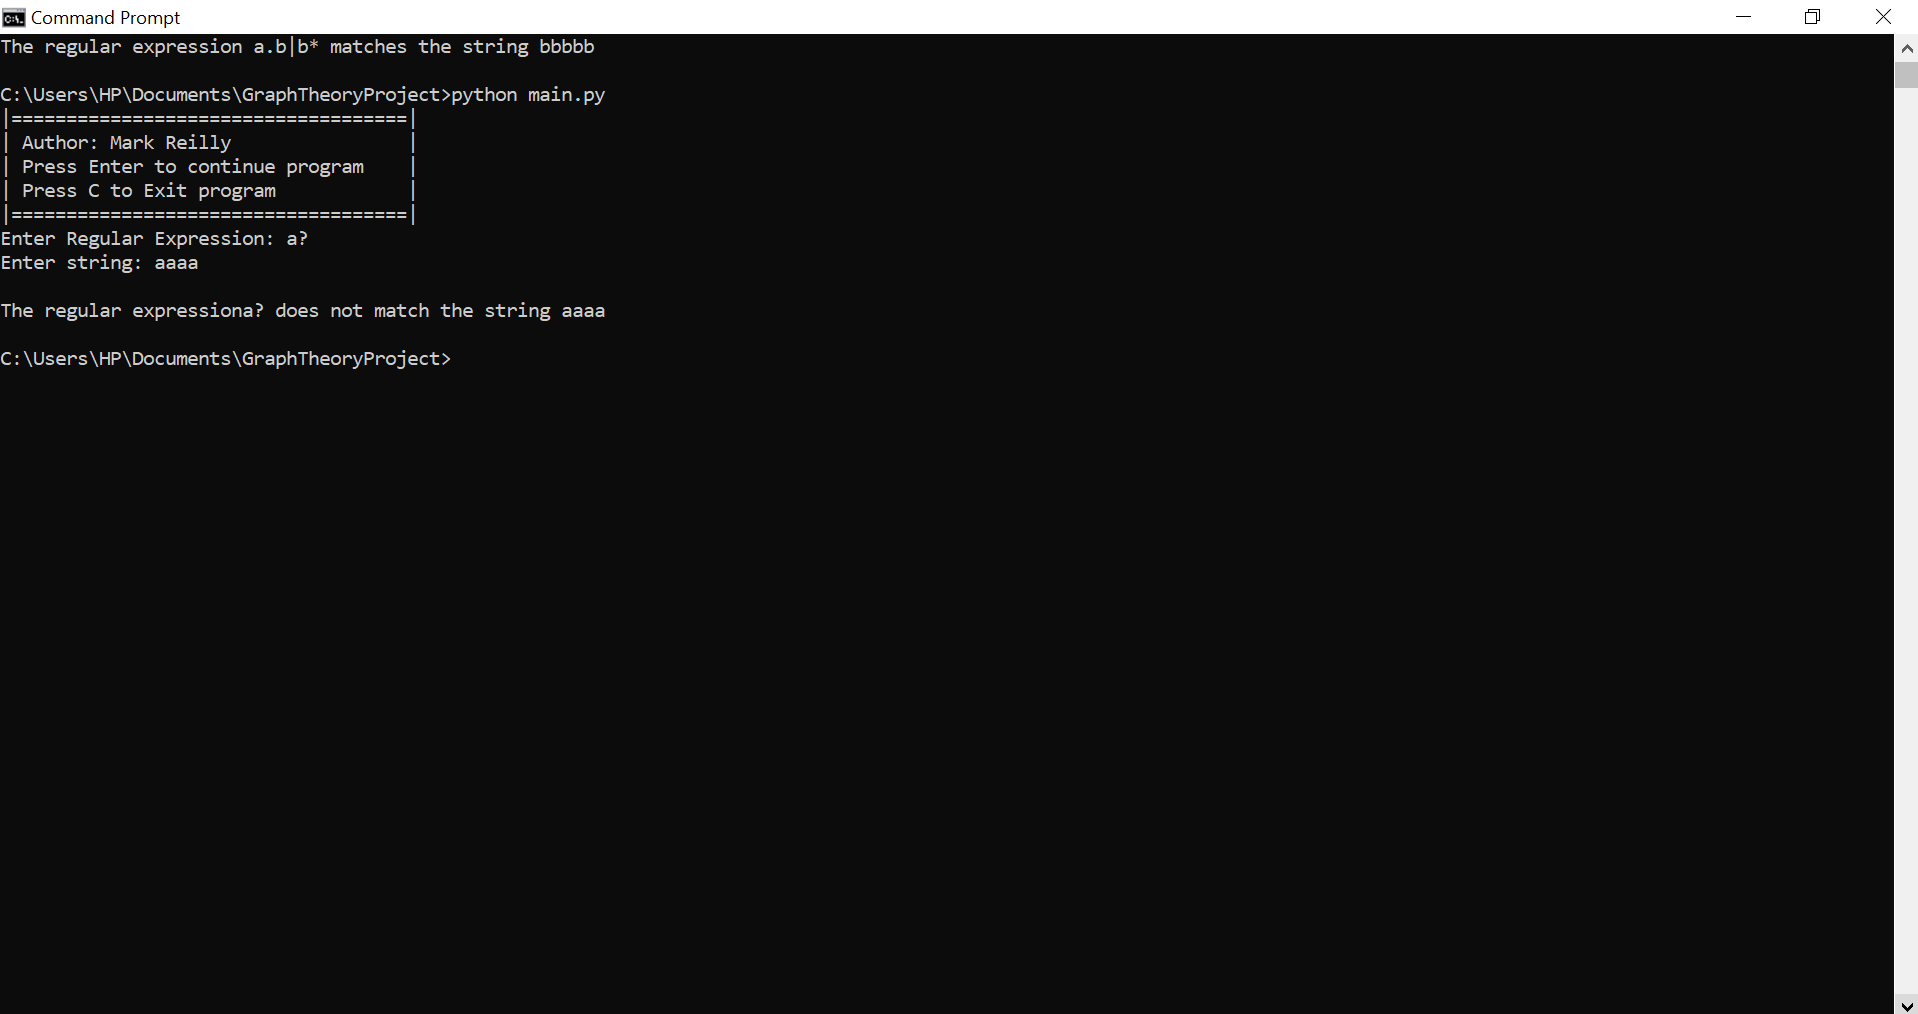 Command Prompt
The regular expression a.b|b* matches the string bbbbb
C:\Users\HP\Documents\GraphTheoryProject>python main.py
|====================================|
| Author: Mark Reilly                |
| Press Enter to continue program    |
| Press C to Exit program            |
|====================================|
Enter Regular Expression: a?
Enter string: aaaa
The regular expressiona? does not match the string aaaa
C:\Users\HP\Documents\GraphTheoryProject>